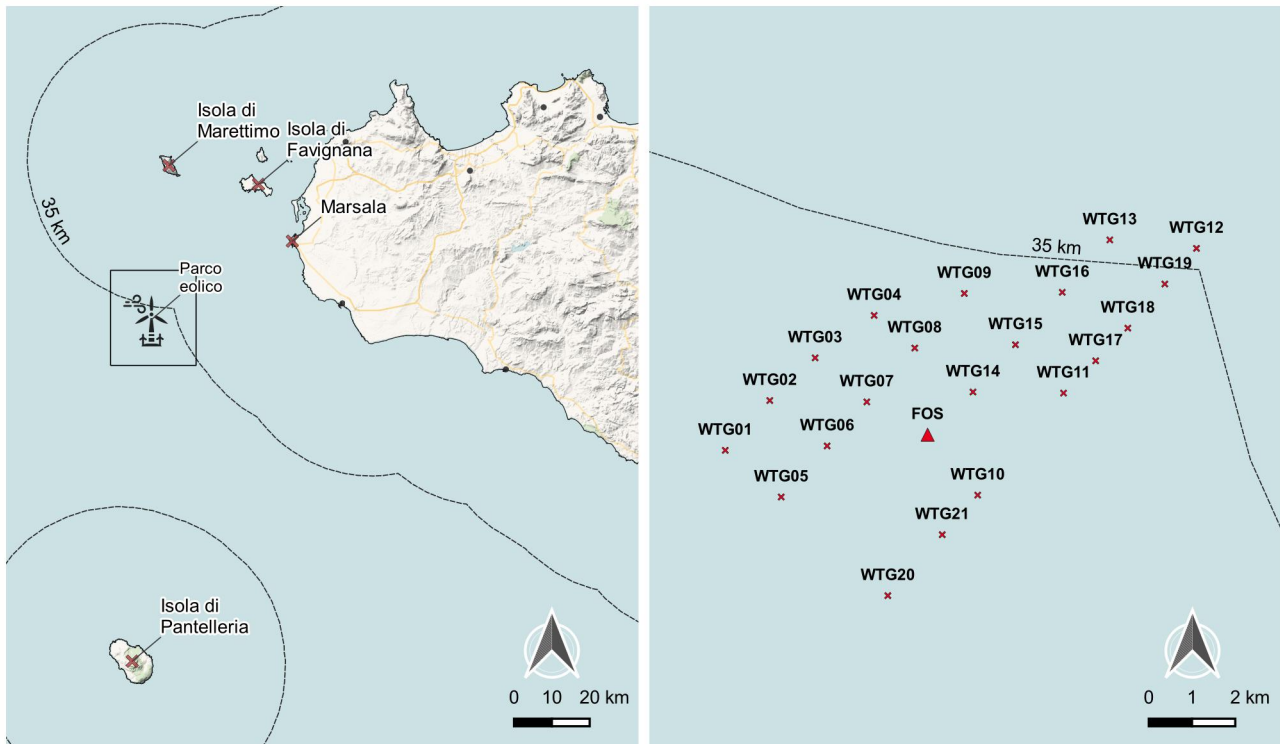 Isola di
Marettimo
Isola di
Favignana
Marsala
35 km
Parco
eolico
Isola di
Pantelleria
0 10 20 km
WTG13
WTG12
35 km
WTG19
WTG09
WTG16
WTG04
WTG18
WTG08
WTG15
WTG03
WTG17
WTG02
WTG07
WTG14
WTG11
FOS
WTG01
WTG06
WTG05
WTG10
WTG21
WTG20
0 1 2 km